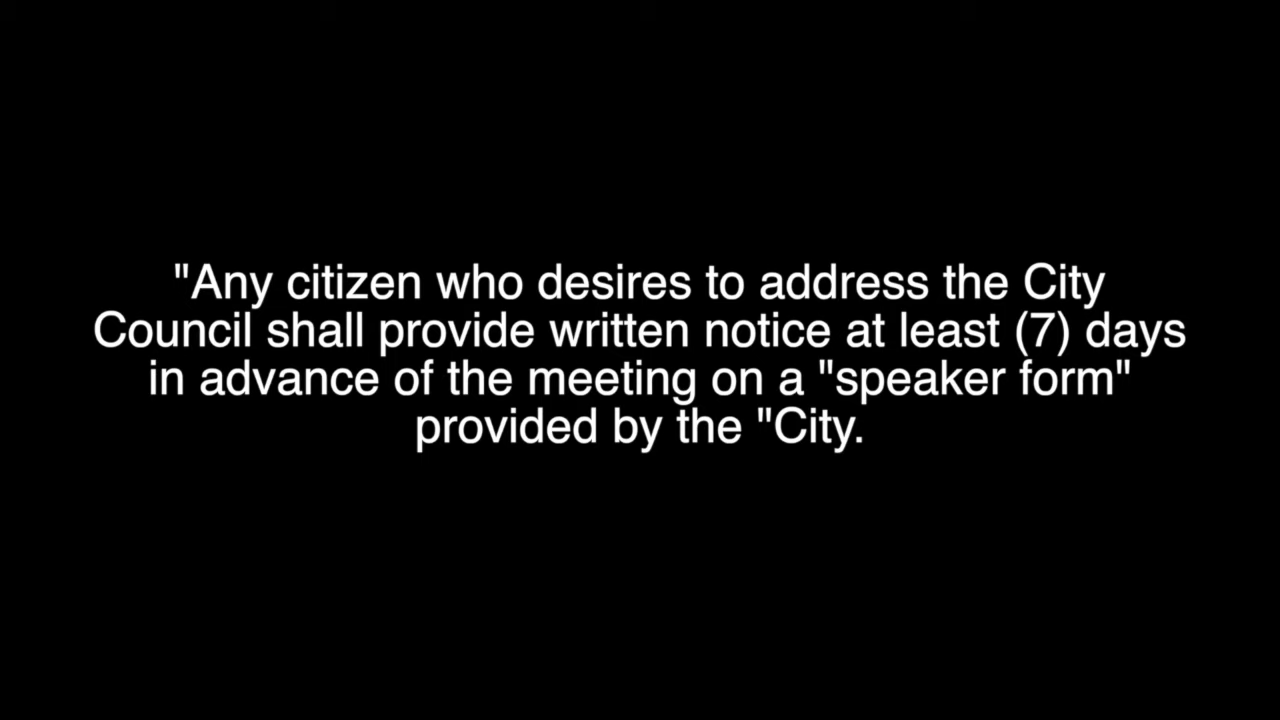 "Any citizen who desires to address the City
Council shall provide written notice at least (7) days
in advance of the meeting on a "speaker form"
provided by the "City.